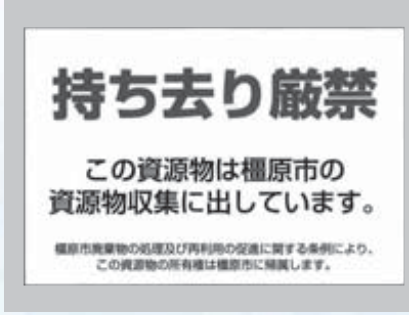 持ち去り厳禁
この資源物は橿原市の
資源物収集に出しています。
橿原市廃棄物の処理及び再利用の促進に関する条例により、
この資源物の所有権は橿原市に帰属します。